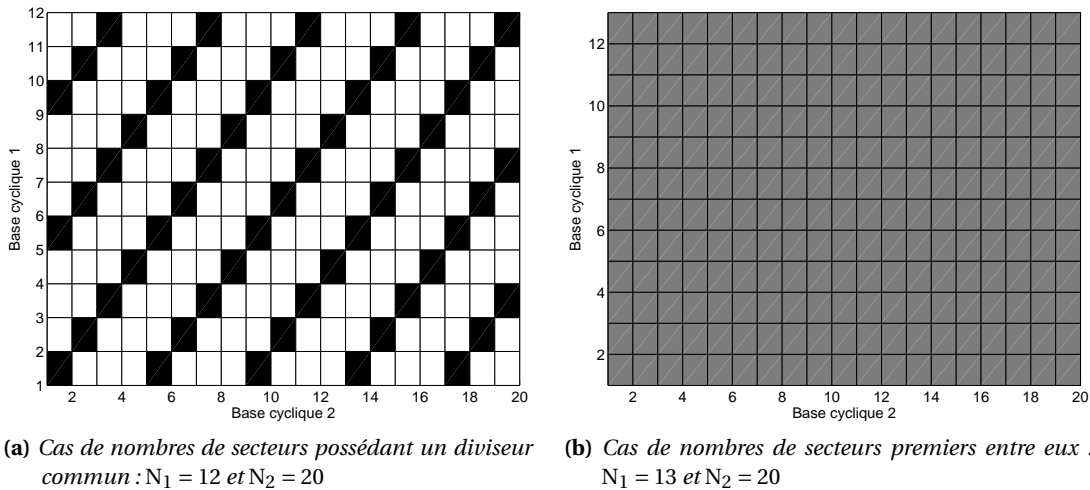 12
11
10
9
8
7
6
5
4
3
2
1
Base cyclique 1
2 4 6 8 10 12 14 16 18 20
Base cyclique 2
12
10
8
6
4
2
Base cyclique 1
2 4 6 8 10 12 14 16 18 20
Base cyclique 2
(a) Cas de nombres de secteurs possédant un diviseur
commun : N₁ = 12 et N₂ = 20
(b) Cas de nombres de secteurs premiers entre eux :
N₁ = 13 et N₂ = 20